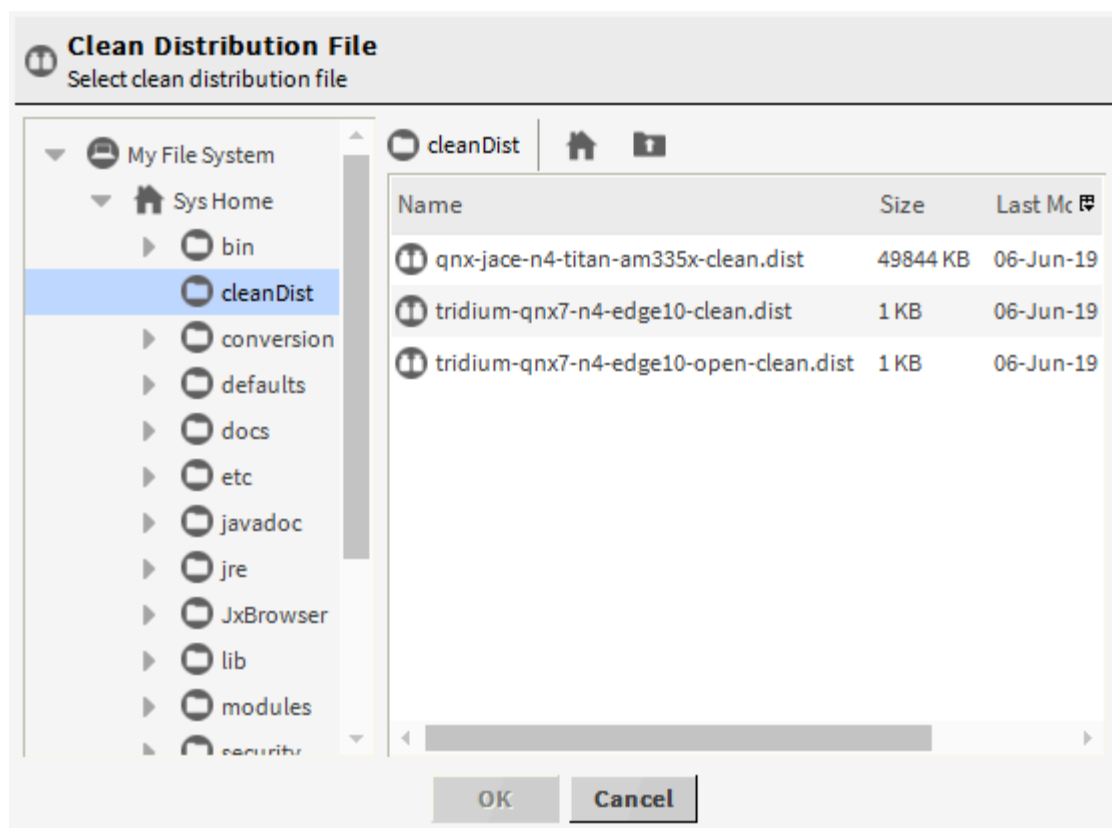 Clean Distribution File
Select clean distribution file
My File System
Sys Home
bin
cleanDist
conversion
defaults
docs
etc
javadoc
jre
JxBrowser
lib
modules
security
cleanDist
Name Size Last Mc
qnx-jace-n4-titan-am335x-clean.dist 49844 KB 06-Jun-19
tridium-qnx7-n4-edge10-clean.dist 1 KB 06-Jun-19
tridium-qnx7-n4-edge10-open-clean.dist 1 KB 06-Jun-19
OK Cancel